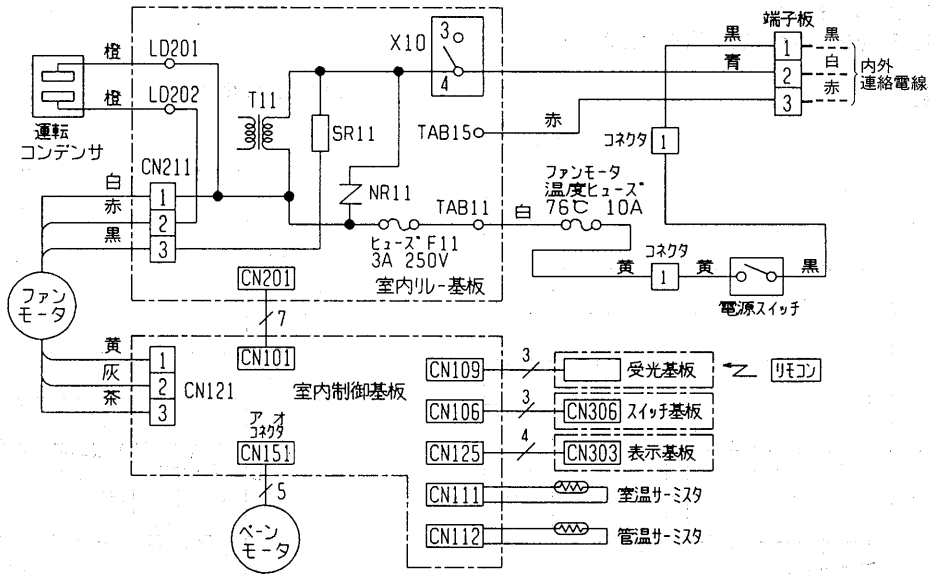 橙
LD201
橙
LD202
運転
コンデンサ
CN211
白
1
赤
2
黒
3
T11
SR11
NR11
X10
3
4
TAB15
TAB11
ヒューズ F11
3A 250V
室内リレー基板
CN201
7
CN101
ファン
モータ
黄
1
灰
2
茶
3
CN121
室内制御基板
アオ
コネクタ
CN151
5
ベーン
モータ
端子板
黒
1
黒
青
2
白
赤
3
赤
内外
連絡電線
コネクタ
1
ファンモータ
温度ヒューズ
76℃ 10A
白
黄
コネクタ
1
黄
黒
電源スイッチ
CN109
3
受光基板
リモコン
CN106
3
CN306
スイッチ基板
CN125
4
CN303
表示基板
CN111
室温サーミスタ
CN112
管温サーミスタ